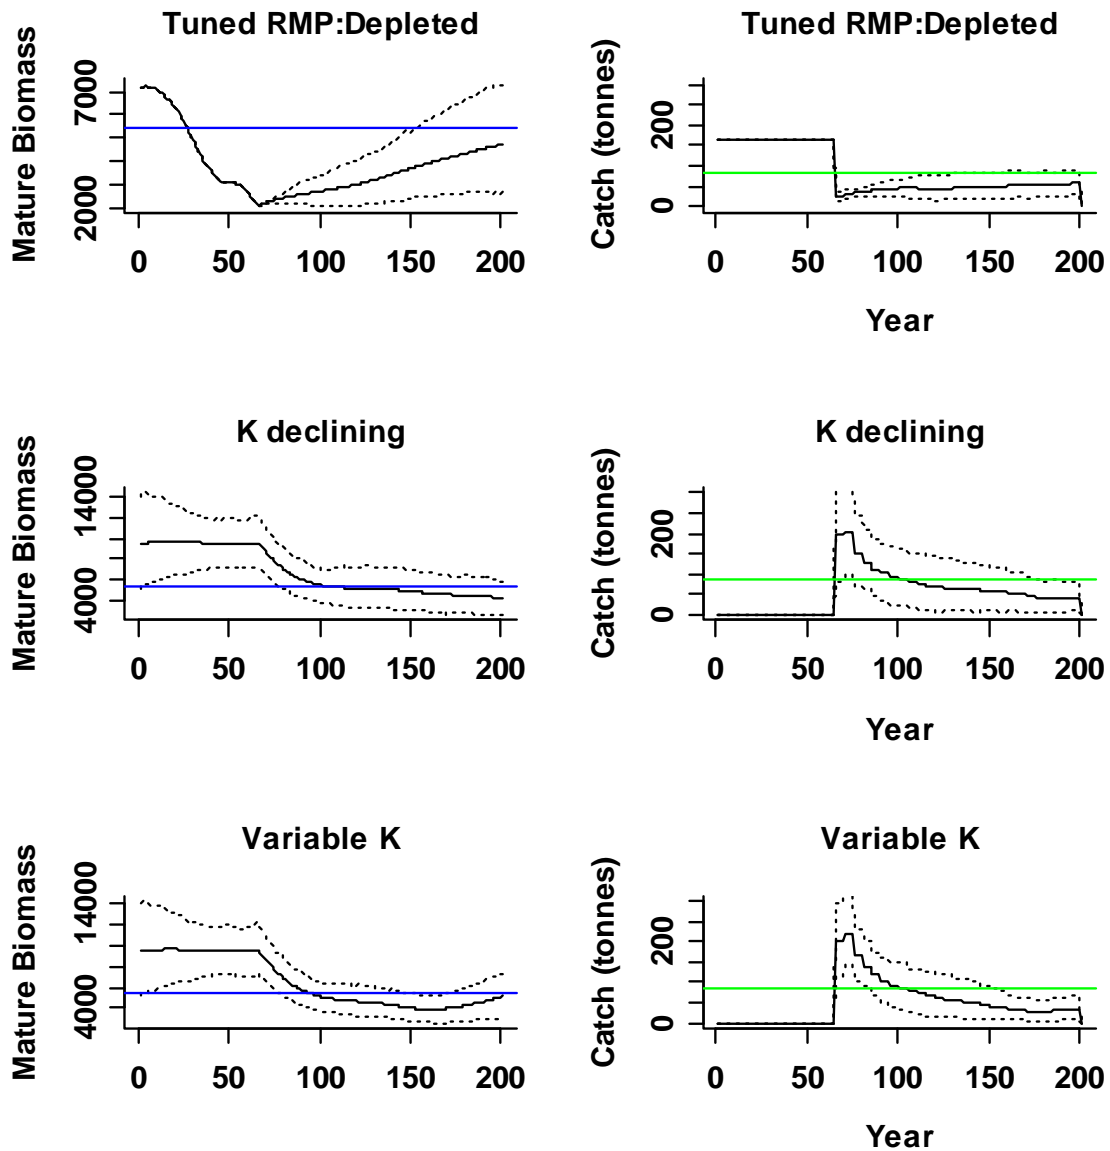 Tuned RMP:Depleted
Mature Biomass
2000 7000
0 50 100 150 200
Tuned RMP:Depleted
Catch (tonnes)
0 200
0 50 100 150 200
Year
K declining
Mature Biomass
4000 14000
0 50 100 150 200
K declining
Catch (tonnes)
0 200
0 50 100 150 200
Year
Variable K
Mature Biomass
4000 14000
0 50 100 150 200
Variable K
Catch (tonnes)
0 200
0 50 100 150 200
Year